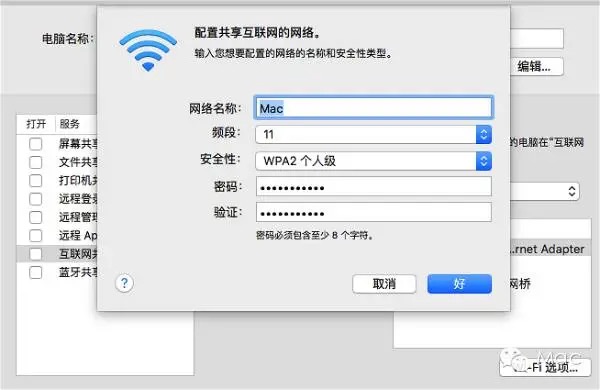 配置共享互联网的网络。
输入您想要配置的网络的名称和安全性类型。
电脑名称:
编辑...
网络名称: Mac
频段: 11
安全性: WPA2 个人级
密码: •••••••••••
验证: •••••••••••
密码必须包含至少 8 个字符。
? 取消 好
打开 服务
屏幕共享
文件共享
打印机共
远程登录
远程管理
远程 App
互联网共
蓝牙共享
的电脑在“互联网
...rnet Adapter
网桥
Wi-Fi 选项...
Mac